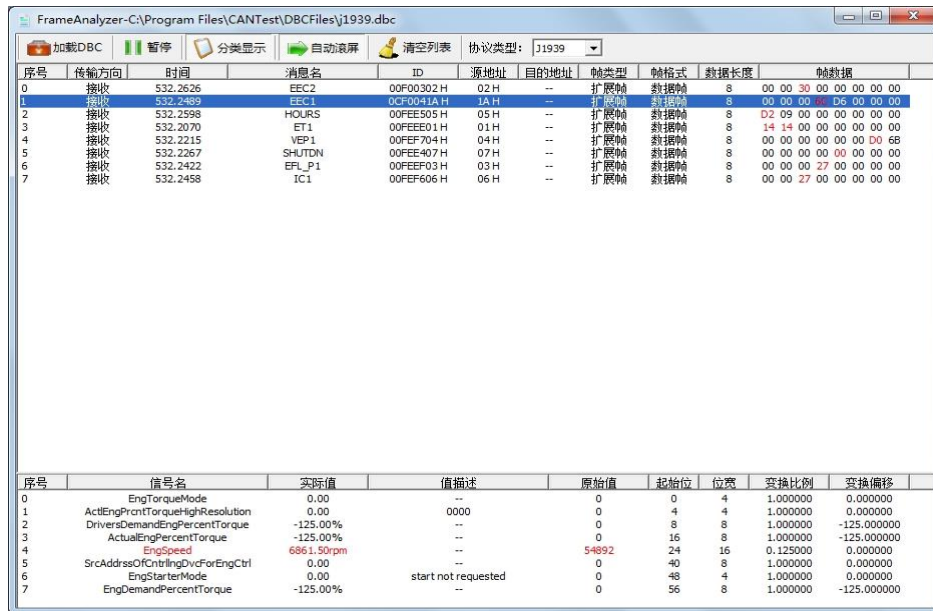 FrameAnalyzer-C:\Program Files\CANTest\DBCFiles\j1939.dbc
加载DBC 暂停 分类显示 自动滚屏 清空列表 协议类型: J1939
序号 传输方向 时间 消息名 ID 源地址 目的地址 帧类型 帧格式 数据长度 帧数据
0 接收 532.2626 EEC2 00F00302 H 02 H -- 扩展帧 数据帧 8 00 00 30 00 00 00 00 00
1 接收 532.2489 EEC1 0CF0041A H 1A H -- 扩展帧 数据帧 8 00 00 00 6C D6 00 00 00
2 接收 532.2598 HOURS 00FEE505 H 05 H -- 扩展帧 数据帧 8 D2 09 00 00 00 00 00 00
3 接收 532.2070 ET1 00FEEE01 H 01 H -- 扩展帧 数据帧 8 14 14 00 00 00 00 00 00
4 接收 532.2215 VEP1 00FEF704 H 04 H -- 扩展帧 数据帧 8 00 00 00 00 00 00 D0 6B
5 接收 532.2267 SHUTDN 00FEE407 H 07 H -- 扩展帧 数据帧 8 00 00 00 00 00 00 00 00
6 接收 532.2422 EFL_P1 00FEEF03 H 03 H -- 扩展帧 数据帧 8 00 00 00 27 00 00 00 00
7 接收 532.2458 IC1 00FEF606 H 06 H -- 扩展帧 数据帧 8 00 00 27 00 00 00 00 00
序号 信号名 实际值 值描述 原始值 起始位 位宽 变换比例 变换偏移
0 EngTorqueMode 0.00 -- 0 0 4 1.000000 0.000000
1 ActlEngPrcntTorqueHighResolution 0.00 0000 0 4 4 1.000000 0.000000
2 DriversDemandEngPercentTorque -125.00% -- 0 8 8 1.000000 -125.000000
3 ActualEngPercentTorque -125.00% -- 0 16 8 1.000000 -125.000000
4 EngSpeed 6861.50rpm -- 54892 24 16 0.125000 0.000000
5 SrcAddrssOfCntrllngDvcForEngCtrl 0.00 -- 0 40 8 1.000000 0.000000
6 EngStarterMode 0.00 start not requested 0 48 4 1.000000 0.000000
7 EngDemandPercentTorque -125.00% -- 0 56 8 1.000000 -125.000000